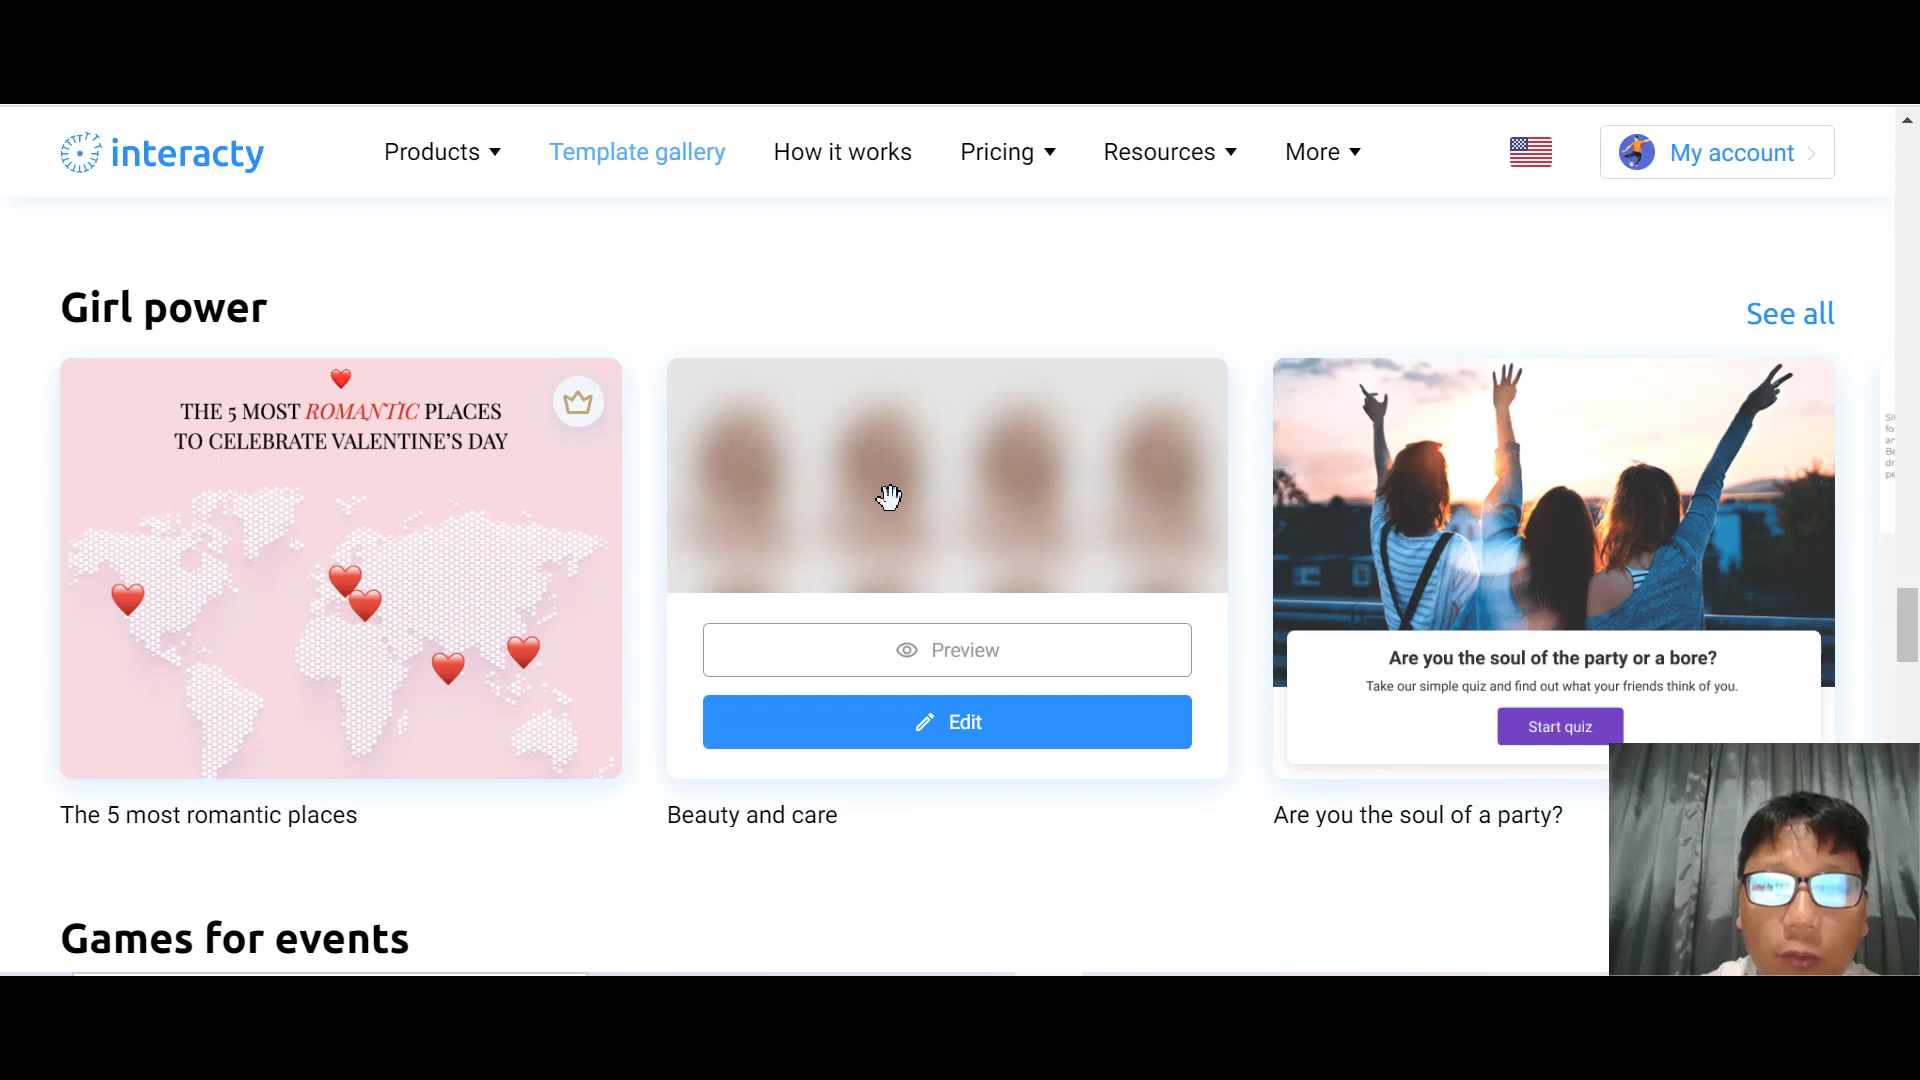 interacty
Products
Template gallery
How it works
Pricing
Resources
More
My account
Girl power
See all
THE 5 MOST ROMANTIC PLACES
TO CELEBRATE VALENTINE'S DAY
Preview
Edit
Are you the soul of the party or a bore?
Take our simple quiz and find out what your friends think of you.
Start quiz
The 5 most romantic places
Beauty and care
Are you the soul of a party?
Games for events